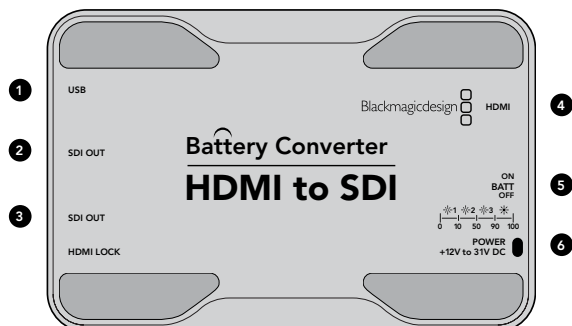 1 USB
2 SDI OUT
3 SDI OUT
HDMI LOCK
Blackmagicdesign HDMI 4
Battery Converter
HDMI to SDI
ON
BATT 5
OFF
1 2 3
0 10 50 90 100
POWER
+12V to 31V DC 6